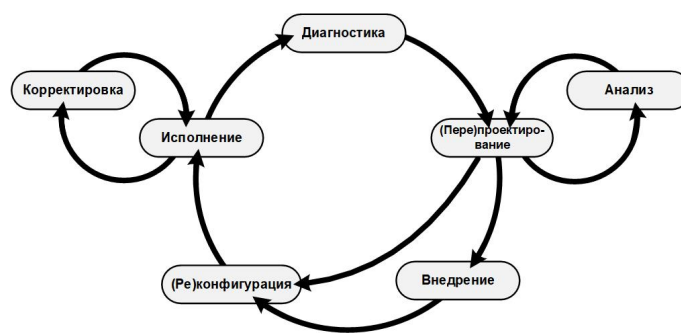 Диагностика
Корректировка
Анализ
Исполнение
(Пере)проектиро-
вание
(Ре)конфигурация
Внедрение